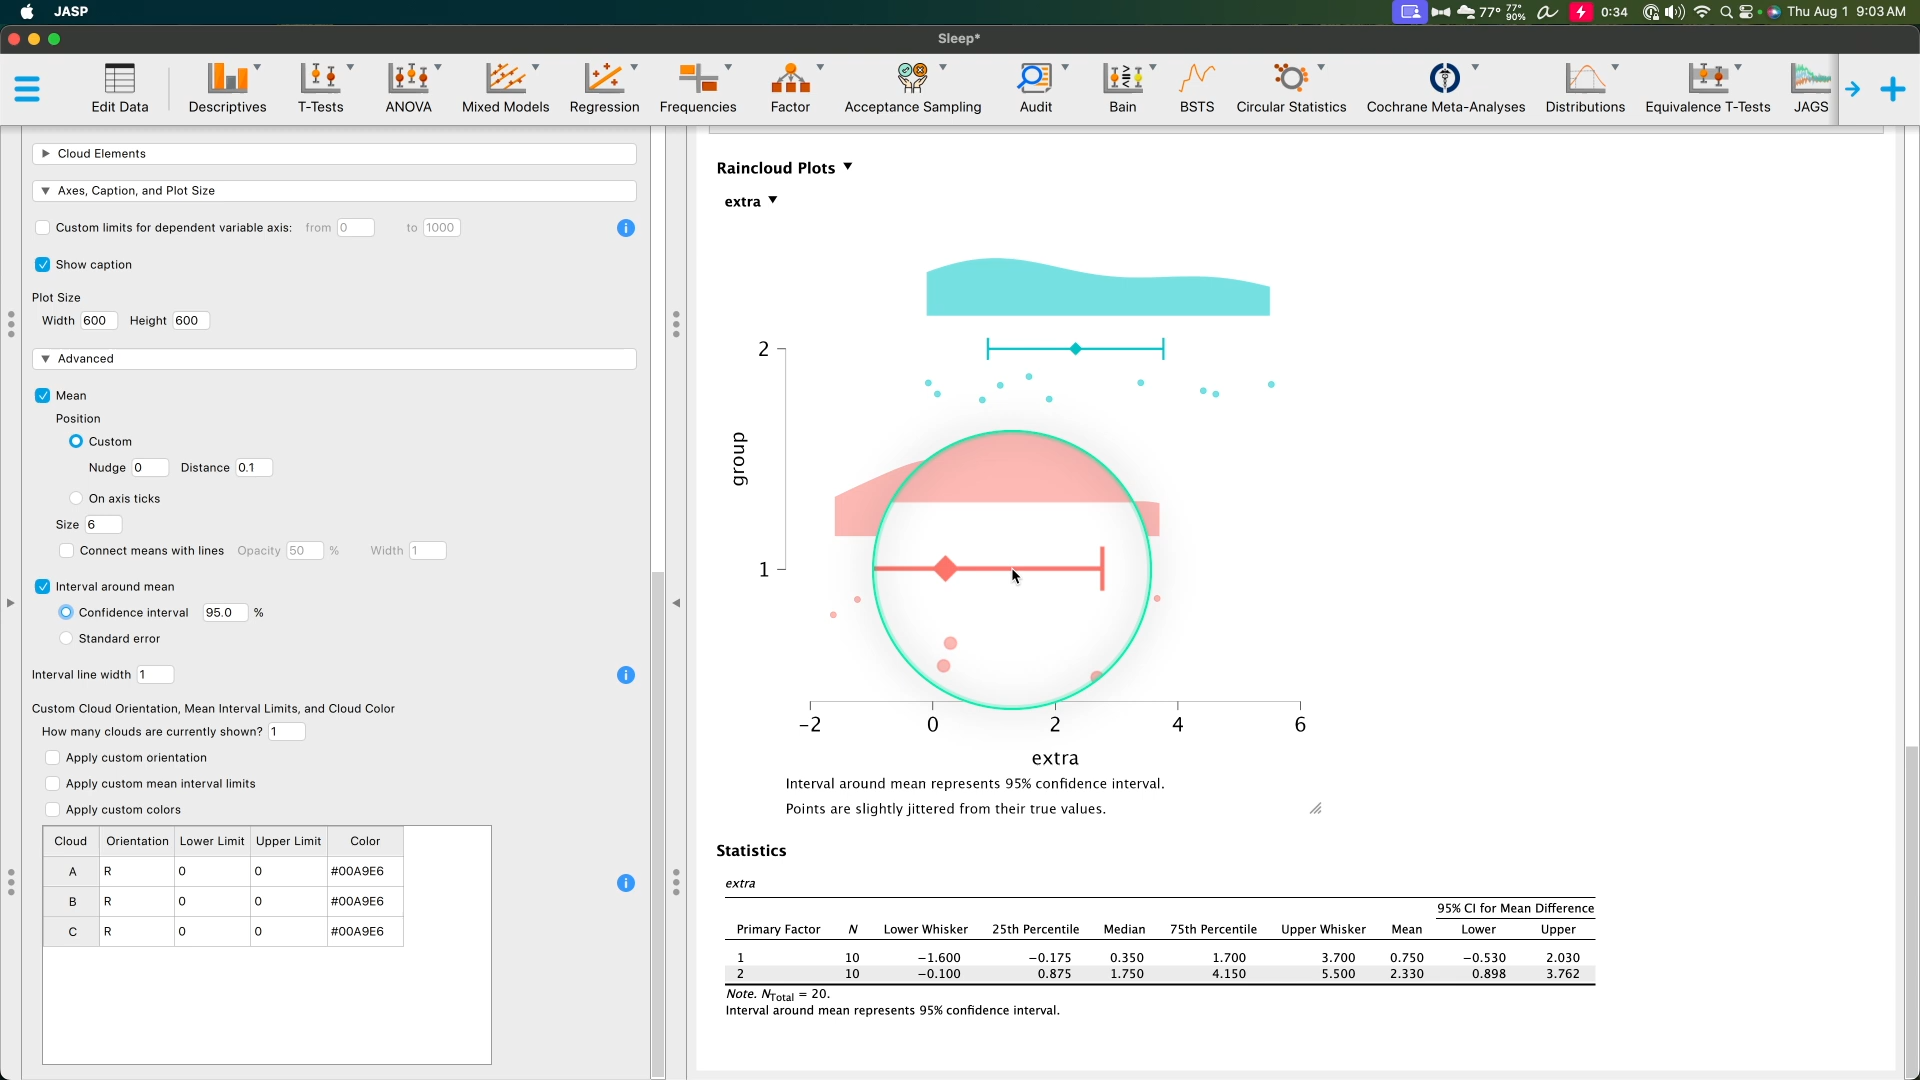 JASP
77° 77° 90% 0:34 Thu Aug 1 9:03 AM
Sleep*
Edit Data Descriptives T-Tests ANOVA Mixed Models Regression Frequencies Factor Acceptance Sampling Audit Bain BSTS Circular Statistics Cochrane Meta-Analyses Distributions Equivalence T-Tests JAGS
Cloud Elements
Axes, Caption, and Plot Size
Custom limits for dependent variable axis: from 0 to 1000
Show caption
Plot Size
Width 600 Height 600
Advanced
Mean
Position
Custom
Nudge 0 Distance 0.1
On axis ticks
Size 6
Connect means with lines Opacity 50 % Width 1
Interval around mean
Confidence interval 95.0 %
Standard error
Interval line width 1
Custom Cloud Orientation, Mean Interval Limits, and Cloud Color
How many clouds are currently shown? 1
Apply custom orientation
Apply custom mean interval limits
Apply custom colors
Cloud Orientation Lower Limit Upper Limit Color
A R 0 0 #00A9E6
B R 0 0 #00A9E6
C R 0 0 #00A9E6
Raincloud Plots
extra
2
group
1
−2 0 2 4 6
extra
Interval around mean represents 95% confidence interval.
Points are slightly jittered from their true values.
Statistics
extra
95% CI for Mean Difference
Primary Factor N Lower Whisker 25th Percentile Median 75th Percentile Upper Whisker Mean Lower Upper
1 10 −1.600 −0.175 0.350 1.700 3.700 0.750 −0.530 2.030
2 10 −0.100 0.875 1.750 4.150 5.500 2.330 0.898 3.762
Note. NTotal = 20.
Interval around mean represents 95% confidence interval.